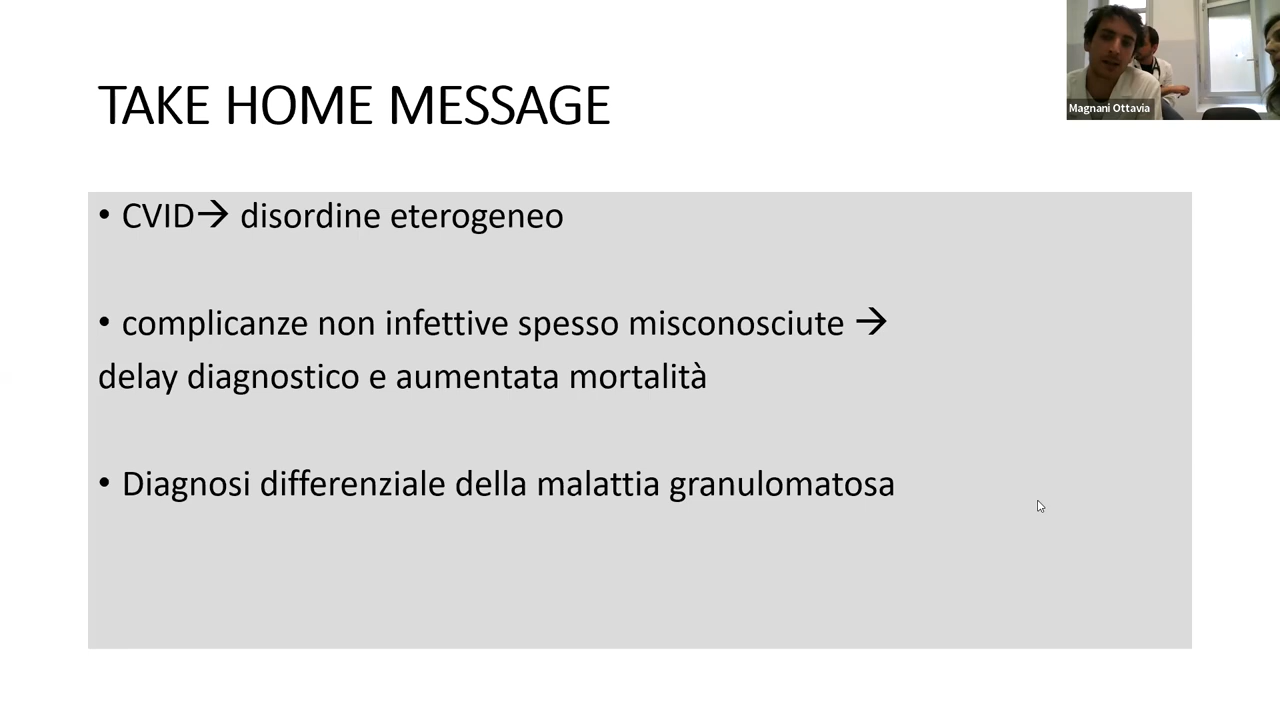 TAKE HOME MESSAGE
Magnani Ottavia
• CVID→ disordine eterogeneo
• complicanze non infettive spesso misconosciute →
delay diagnostico e aumentata mortalità
• Diagnosi differenziale della malattia granulomatosa